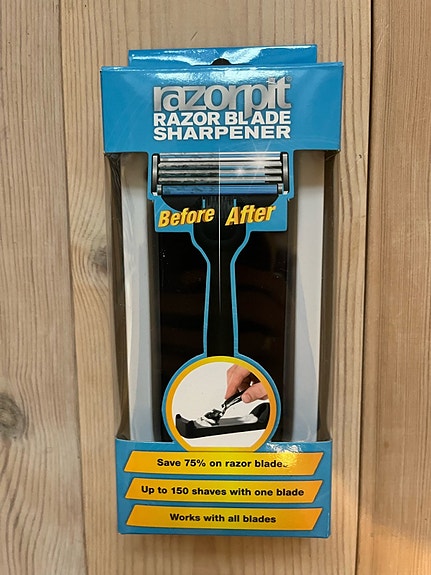 razorpit
RAZOR BLADE
SHARPENER
Before After
Save 75% on razor blades
Up to 150 shaves with one blade
Works with all blades